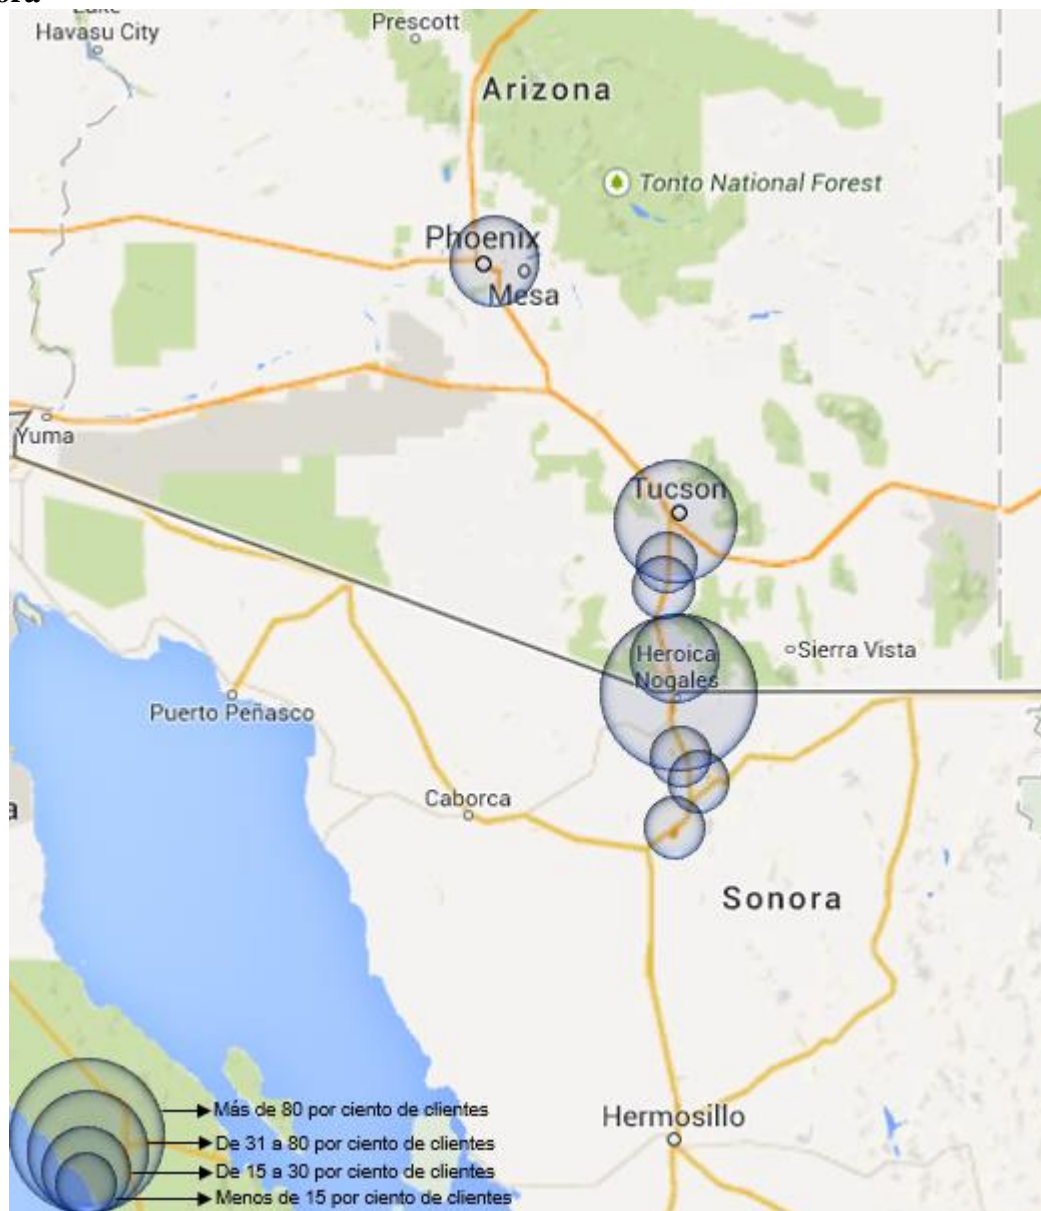 ora
Lake
Havasu City
Prescott
Arizona
Tonto National Forest
Phoenix
Mesa
Yuma
Tucson
Heroica
Nogales
Sierra Vista
Puerto Peñasco
Caborca
a
Sonora
Hermosillo
Más de 80 por ciento de clientes
De 31 a 80 por ciento de clientes
De 15 a 30 por ciento de clientes
Menos de 15 por ciento de clientes